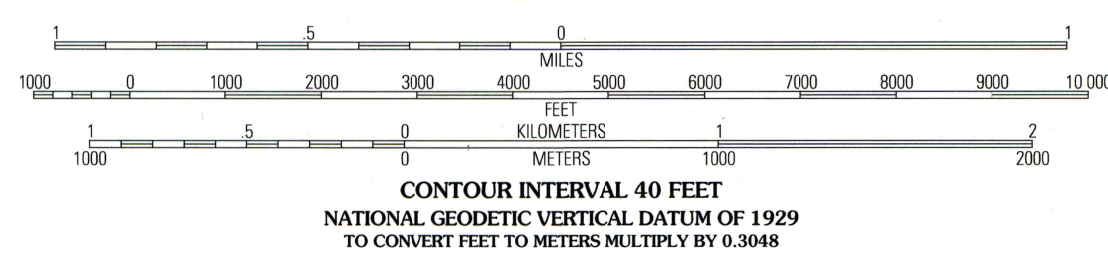 1 .5 0 1
MILES
1000 0 1000 2000 3000 4000 5000 6000 7000 8000 9000 10 000
FEET
1 .5 0 KILOMETERS 1 2
1000 0 METERS 1000 2000
CONTOUR INTERVAL 40 FEET
NATIONAL GEODETIC VERTICAL DATUM OF 1929
TO CONVERT FEET TO METERS MULTIPLY BY 0.3048